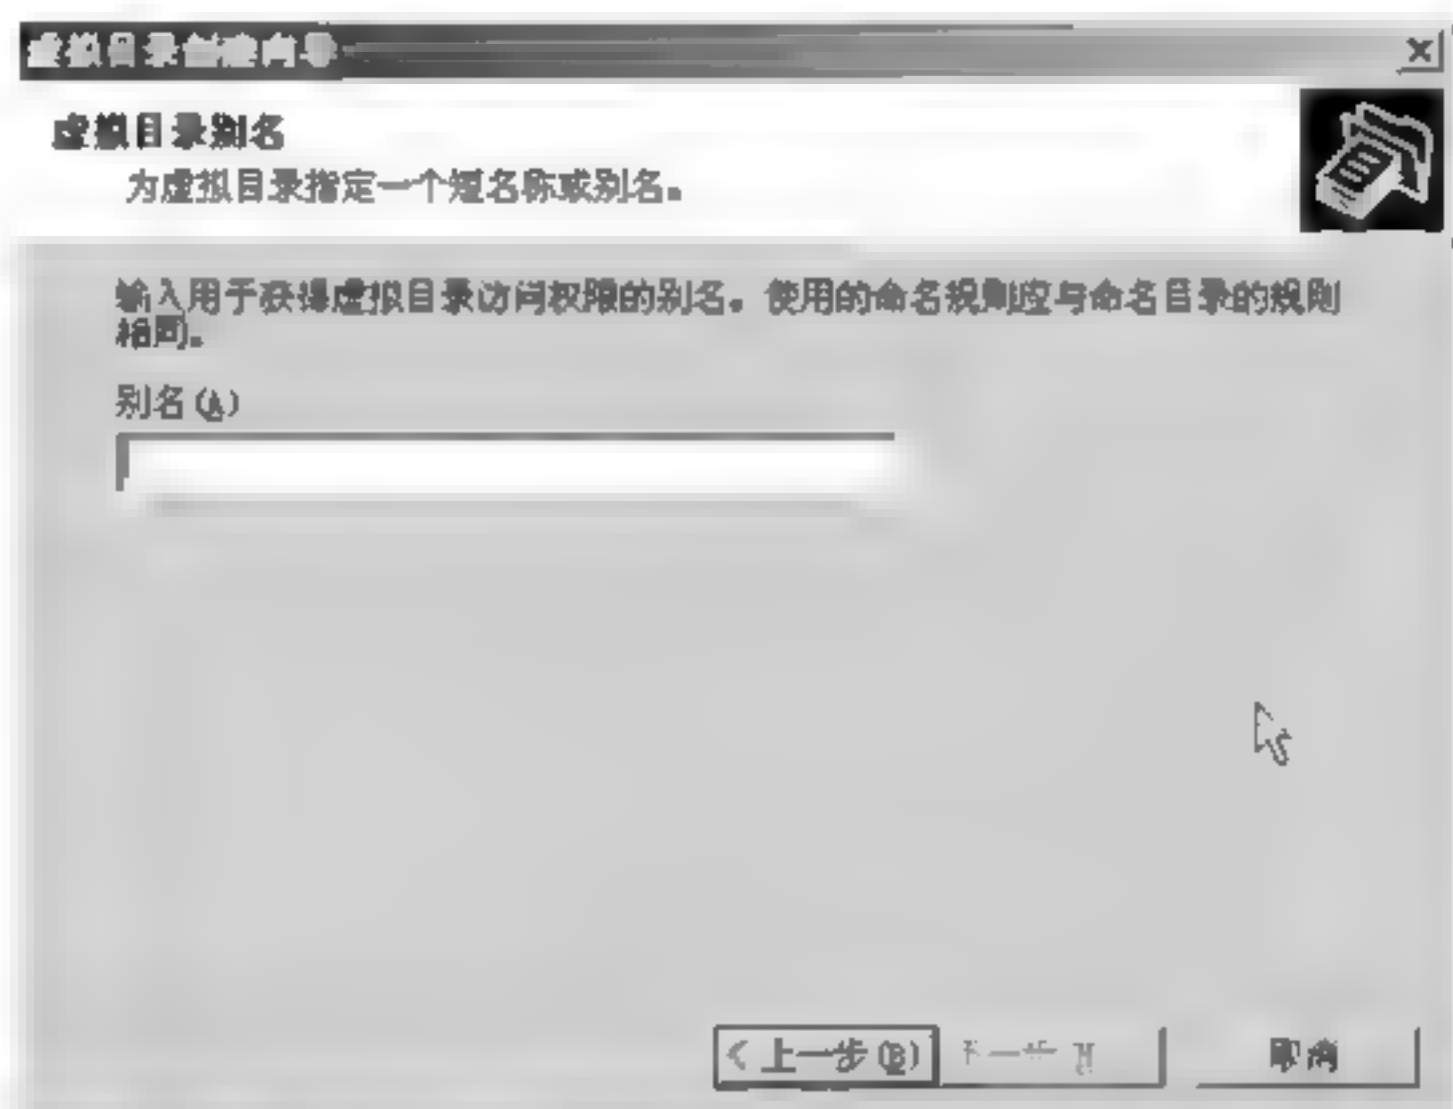 虚拟目录创建向导
虚拟目录别名
为虚拟目录指定一个短名称或别名。
输入用于获得虚拟目录访问权限的别名。使用的命名规则应与命名目录的规则
相同。
别名(A)
< 上一步(B) 下一步 N 取消